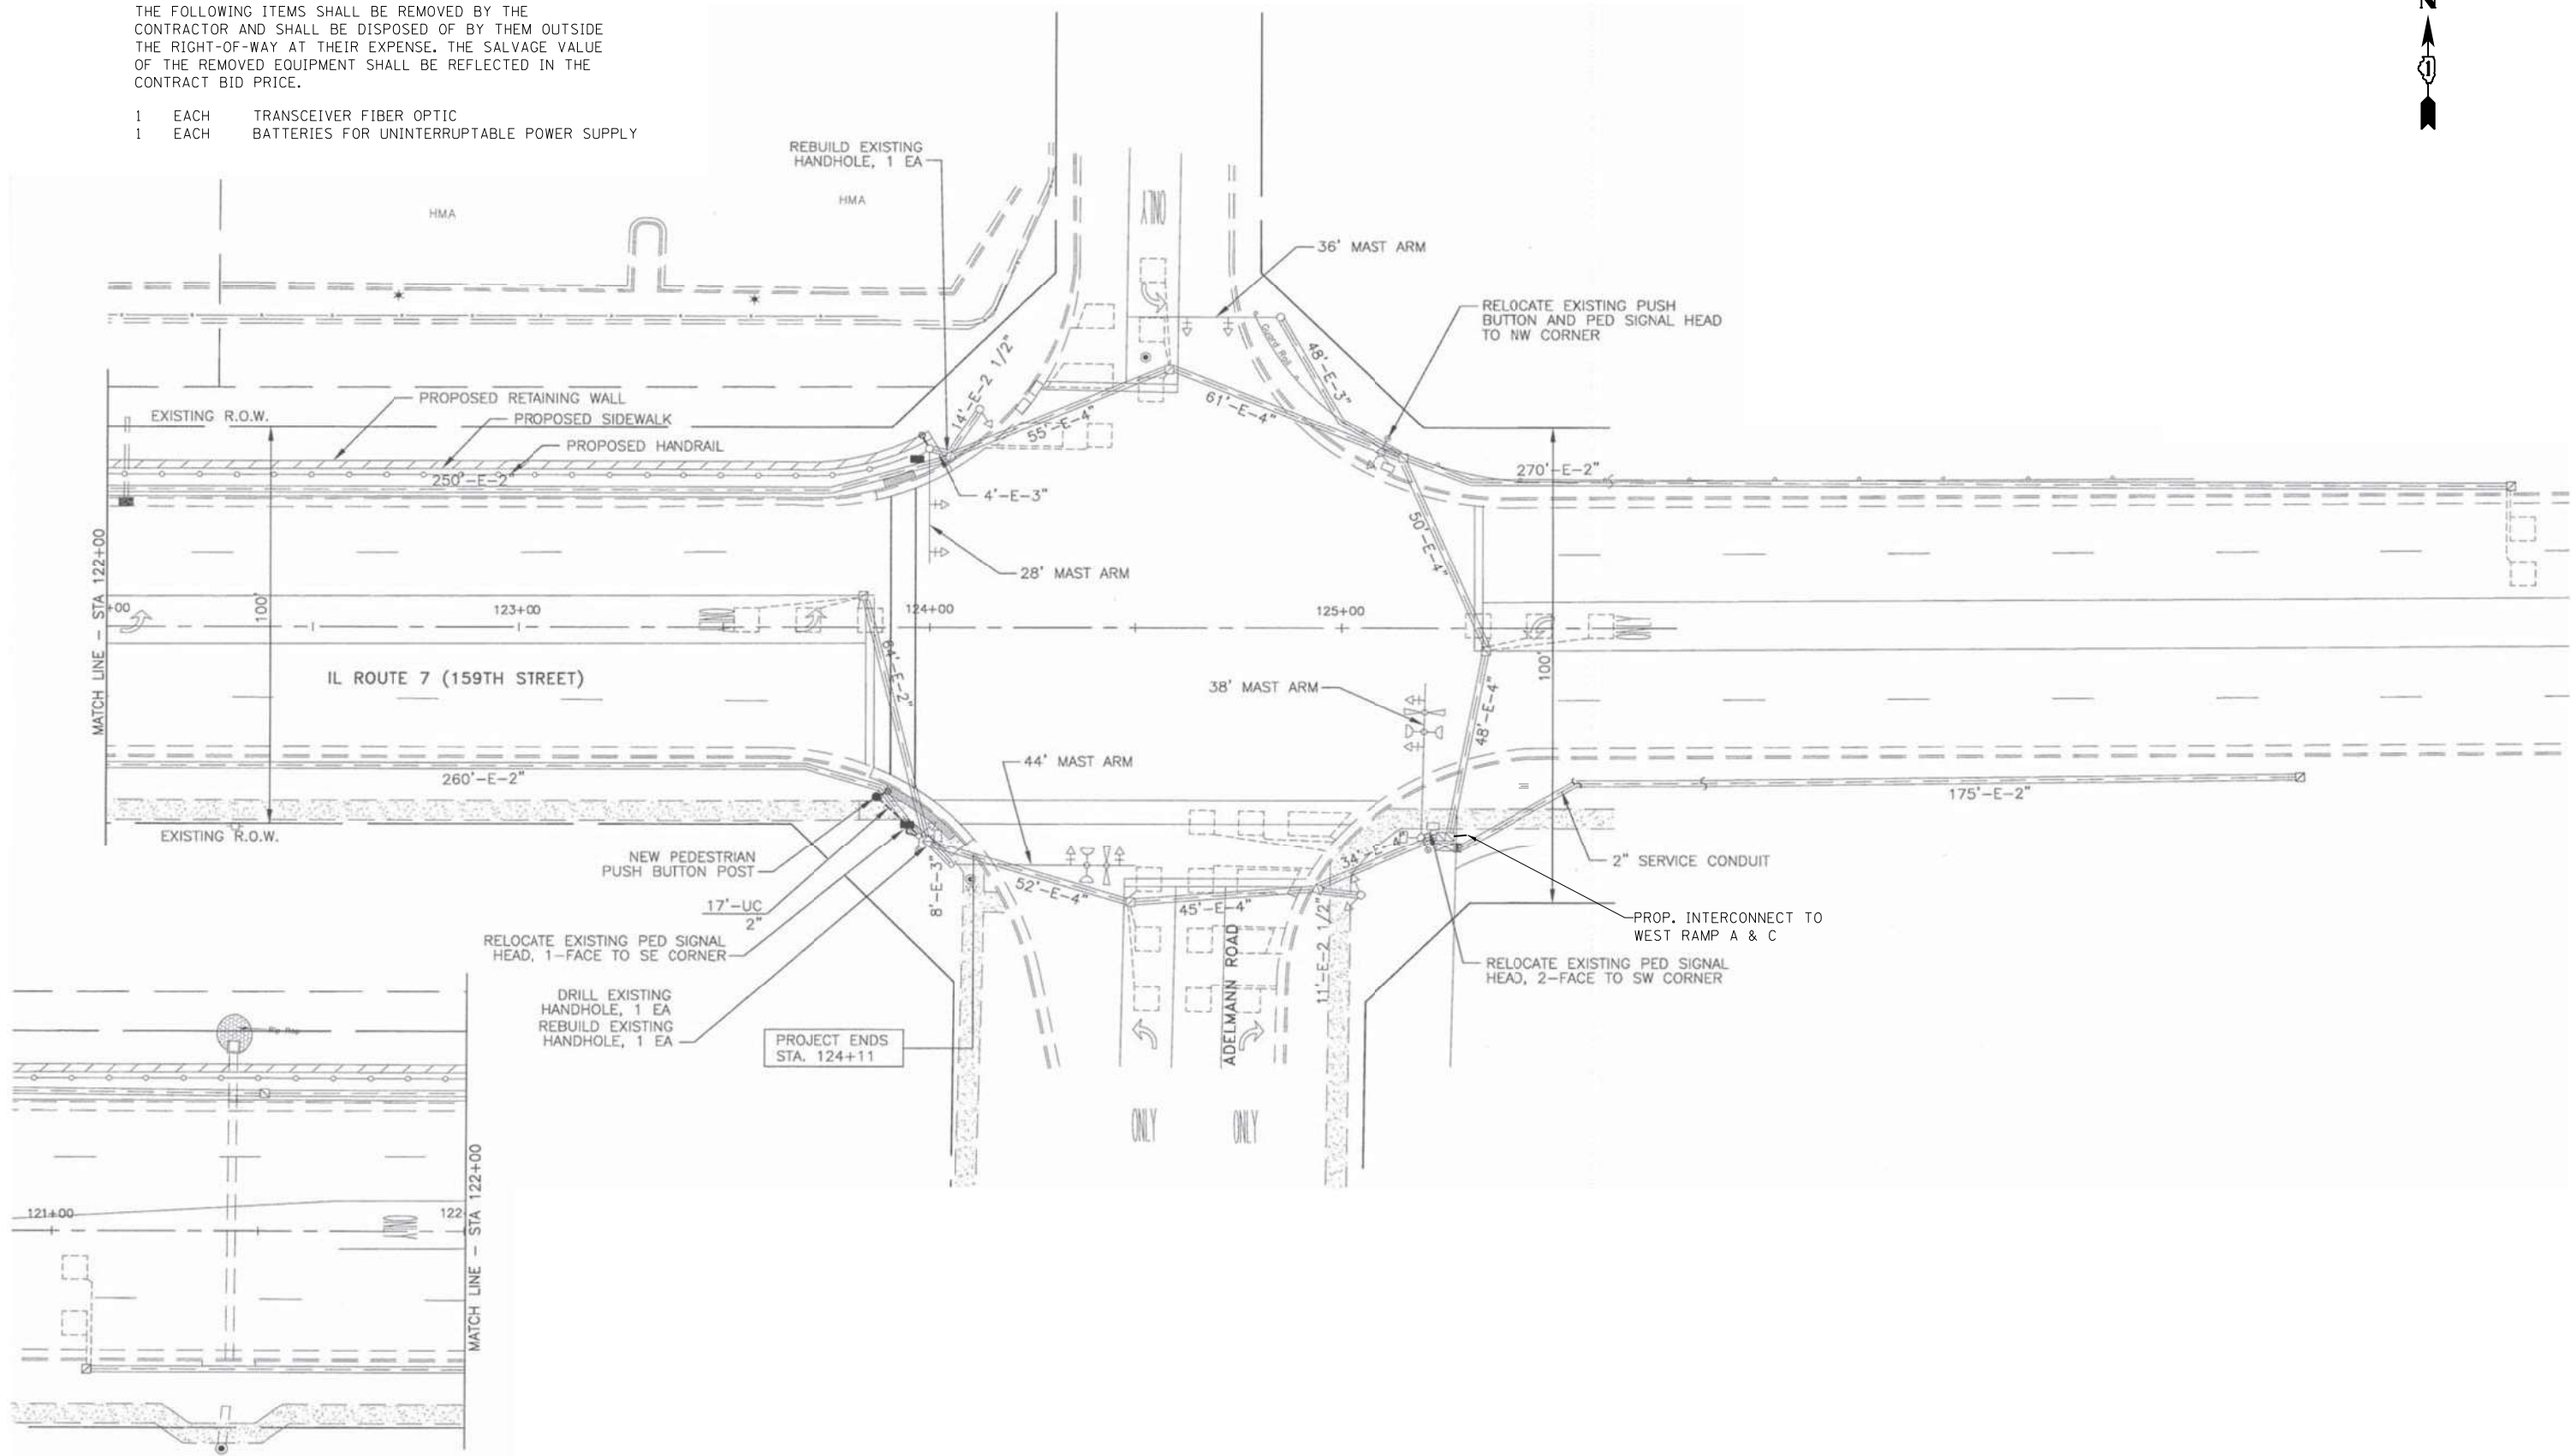 THE FOLLOWING ITEMS SHALL BE REMOVED BY THE
CONTRACTOR AND SHALL BE DISPOSED OF BY THEM OUTSIDE
THE RIGHT-OF-WAY AT THEIR EXPENSE. THE SALVAGE VALUE
OF THE REMOVED EQUIPMENT SHALL BE REFLECTED IN THE
CONTRACT BID PRICE.
1 EACH TRANSCEIVER FIBER OPTIC
1 EACH BATTERIES FOR UNINTERRUPTABLE POWER SUPPLY
N
1
REBUILD EXISTING
HANDHOLE, 1 EA
HMA
HMA
ONLY
36' MAST ARM
RELOCATE EXISTING PUSH
BUTTON AND PED SIGNAL HEAD
TO NW CORNER
Guard Rail
48'-E-3"
14'-E-2 1/2"
55'-E-4"
61'-E-4"
PROPOSED RETAINING WALL
EXISTING R.O.W.
PROPOSED SIDEWALK
PROPOSED HANDRAIL
250'-E-2"
270'-E-2"
4'-E-3"
50'-E-4"
28' MAST ARM
MATCH LINE - STA 122+00
100'
+00
123+00
124+00
125+00
ONLY
ONLY
IL ROUTE 7 (159TH STREET)
64'-E-2"
38' MAST ARM
48'-E-4"
100'
44' MAST ARM
260'-E-2"
175'-E-2"
EXISTING R.O.W.
NEW PEDESTRIAN
PUSH BUTTON POST
34'-E-4"
2" SERVICE CONDUIT
8'-E-3"
52'-E-4"
45'-E-4"
17'-UC
2"
PROP. INTERCONNECT TO
WEST RAMP A & C
RELOCATE EXISTING PED SIGNAL
HEAD, 1-FACE TO SE CORNER
11'-E-2 1/2"
ADELMANN ROAD
RELOCATE EXISTING PED SIGNAL
HEAD, 2-FACE TO SW CORNER
DRILL EXISTING
HANDHOLE, 1 EA
REBUILD EXISTING
HANDHOLE, 1 EA
PROJECT ENDS
STA. 124+11
ONLY
ONLY
Rip Rap
121+00
122
ONLY
MATCH LINE - STA 122+00